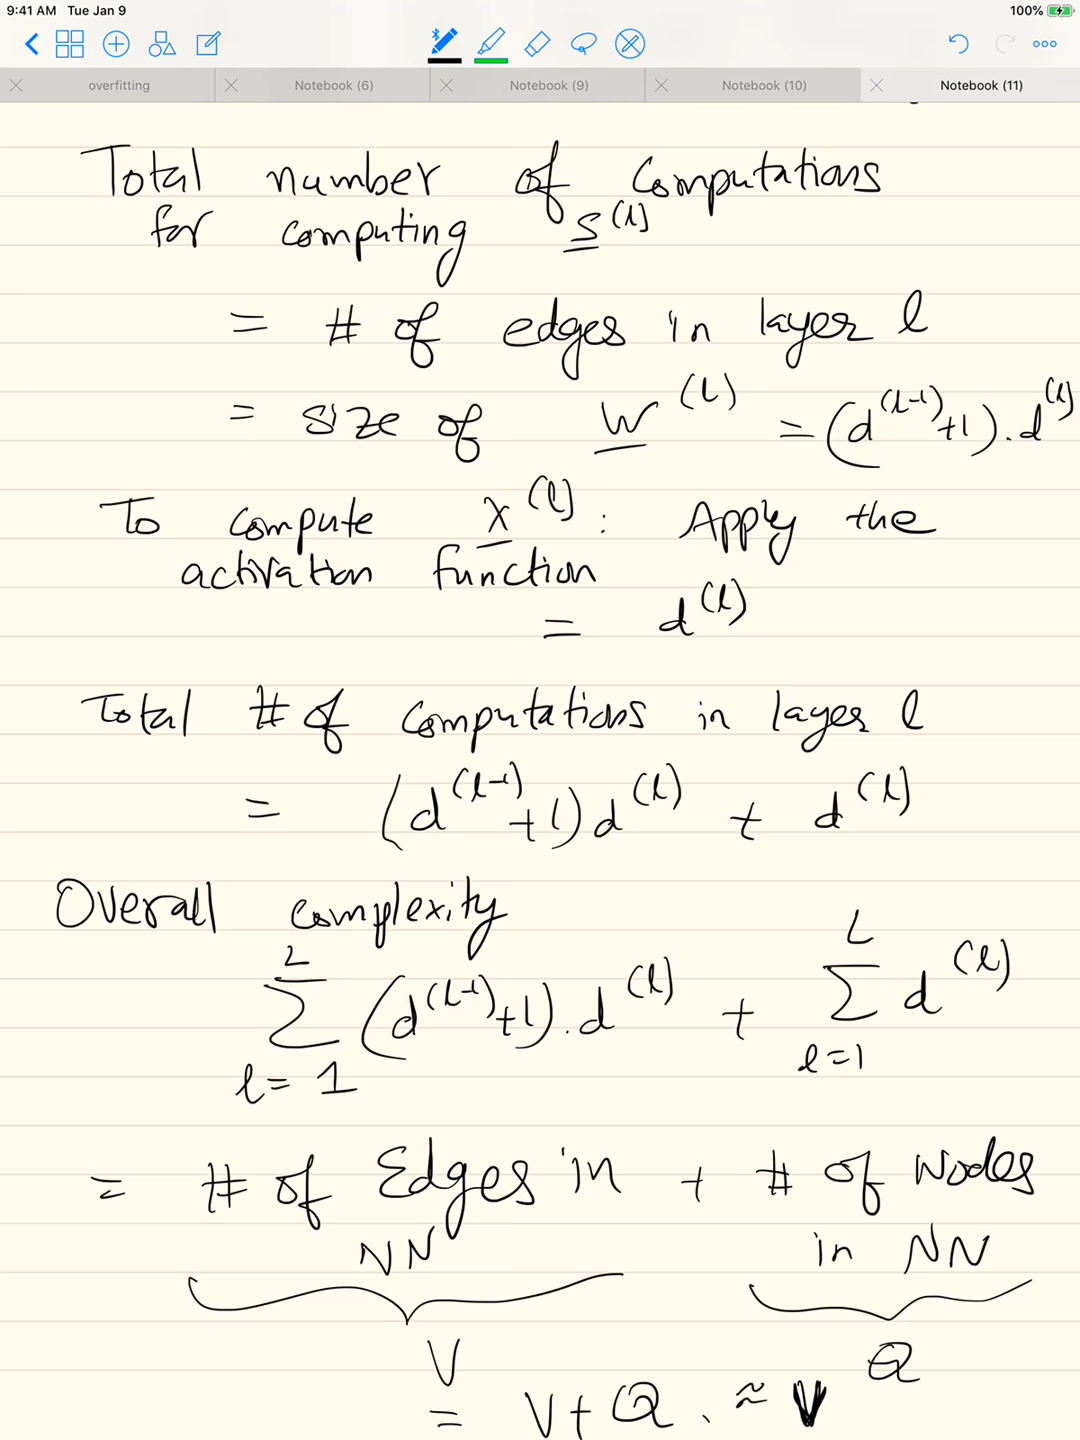 9:41 AM Tue Jan 9 100%
overfitting Notebook (6) Notebook (9) Notebook (10) Notebook (11)
Total number of Computations
for computing s^(l)
= # of edges in layer l
= size of W^(l) = (d^(l-1)+1).d^(l)
To compute x^(l) : Apply the
activation function
= d^(l)
Total # of Computations in layer l
= (d^(l-1)+1)d^(l) + d^(l)
Overall complexity
∑_{l=1}^{L} (d^(l-1)+1).d^(l) + ∑_{l=1}^{L} d^(l)
= # of Edges in + # of Nodes
NN in NN
V Q
= V+Q. ≈ V